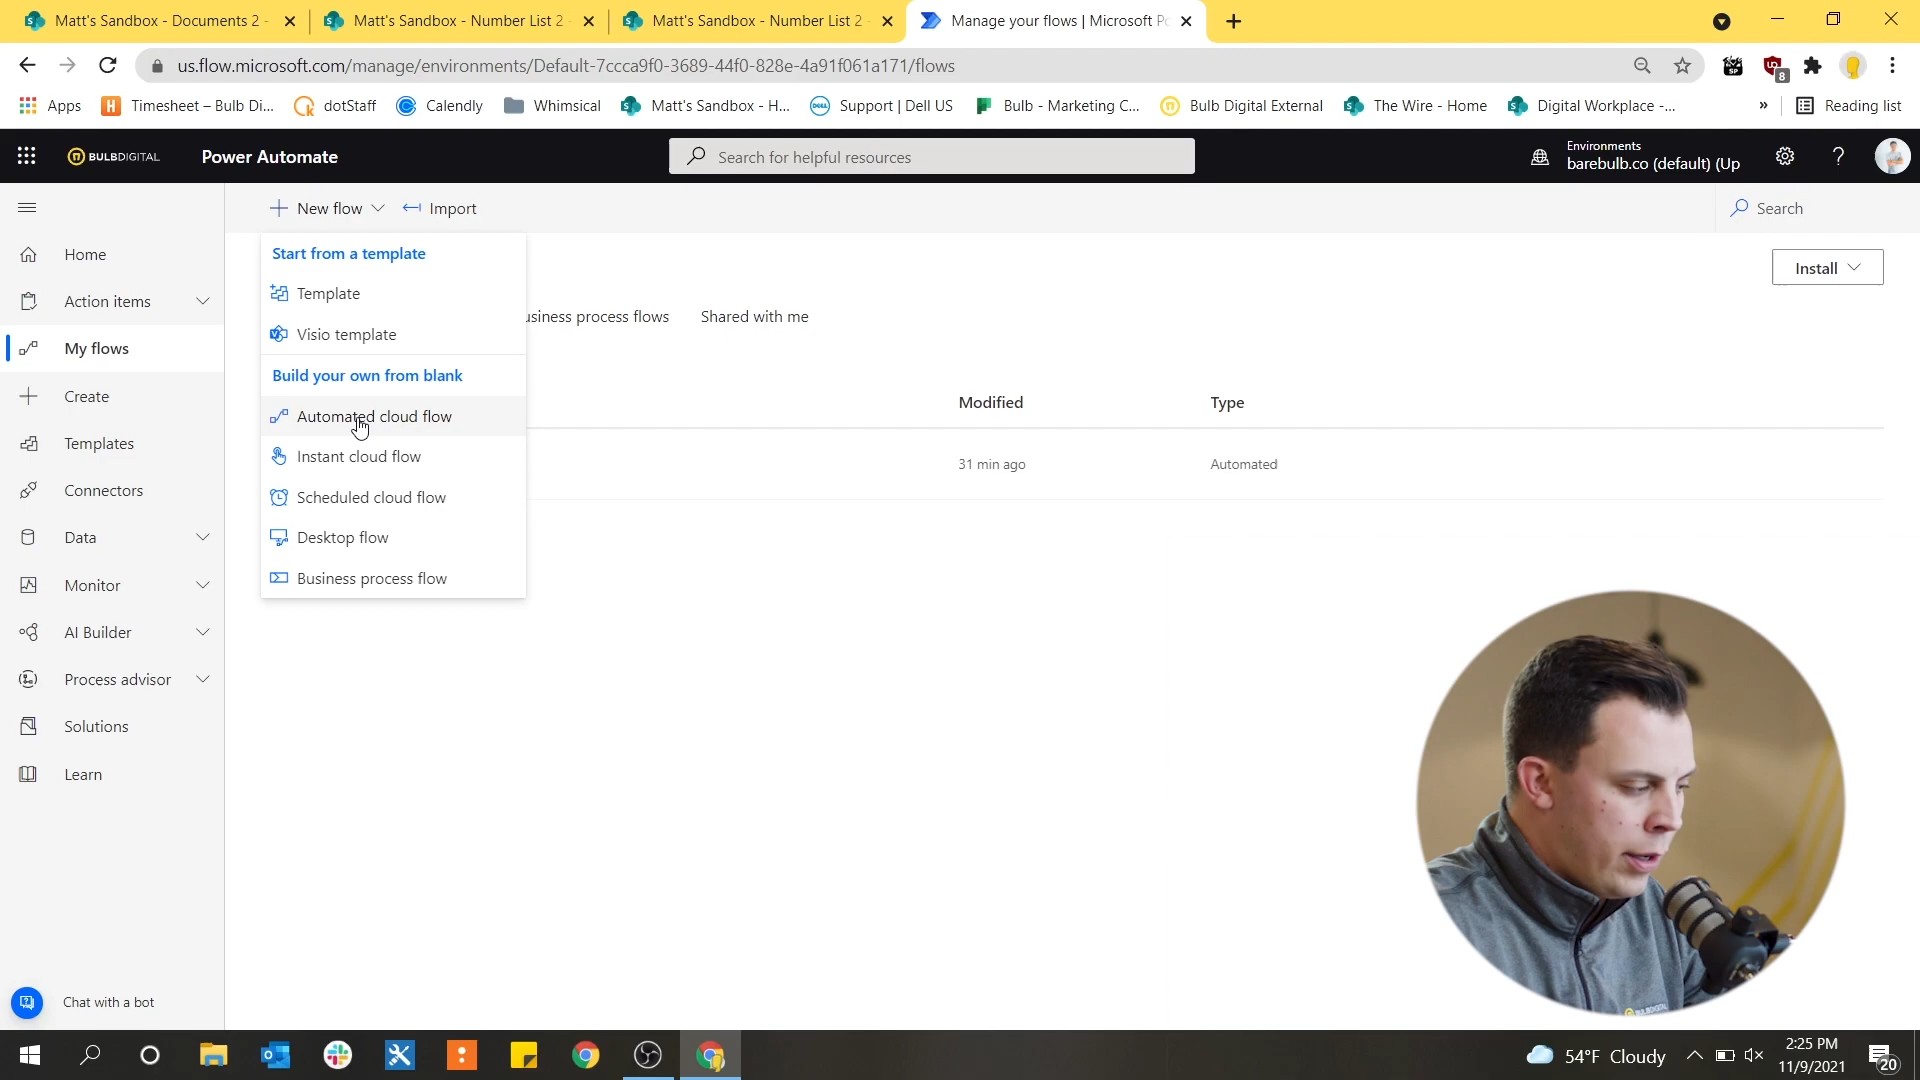 Matt's Sandbox - Documents 2 -
Matt's Sandbox - Number List 2
Matt's Sandbox - Number List 2
Manage your flows | Microsoft Po
us.flow.microsoft.com/manage/environments/Default-7ccca9f0-3689-44f0-828e-4a91f061a171/flows
8
Apps
Timesheet – Bulb Di...
dotStaff
Calendly
Whimsical
Matt's Sandbox - H...
Support | Dell US
Bulb - Marketing C...
Bulb Digital External
The Wire - Home
Digital Workplace -...
»
Reading list
BULBDIGITAL
Power Automate
Search for helpful resources
Environments
barebulb.co (default) (Up
New flow
Import
Search
Home
Action items
My flows
Create
Templates
Connectors
Data
Monitor
AI Builder
Process advisor
Solutions
Learn
Chat with a bot
Start from a template
Template
Visio template
Build your own from blank
Automated cloud flow
Instant cloud flow
Scheduled cloud flow
Desktop flow
Business process flow
Install
usiness process flows
Shared with me
Modified
Type
31 min ago
Automated
54°F Cloudy
2:25 PM
11/9/2021
20